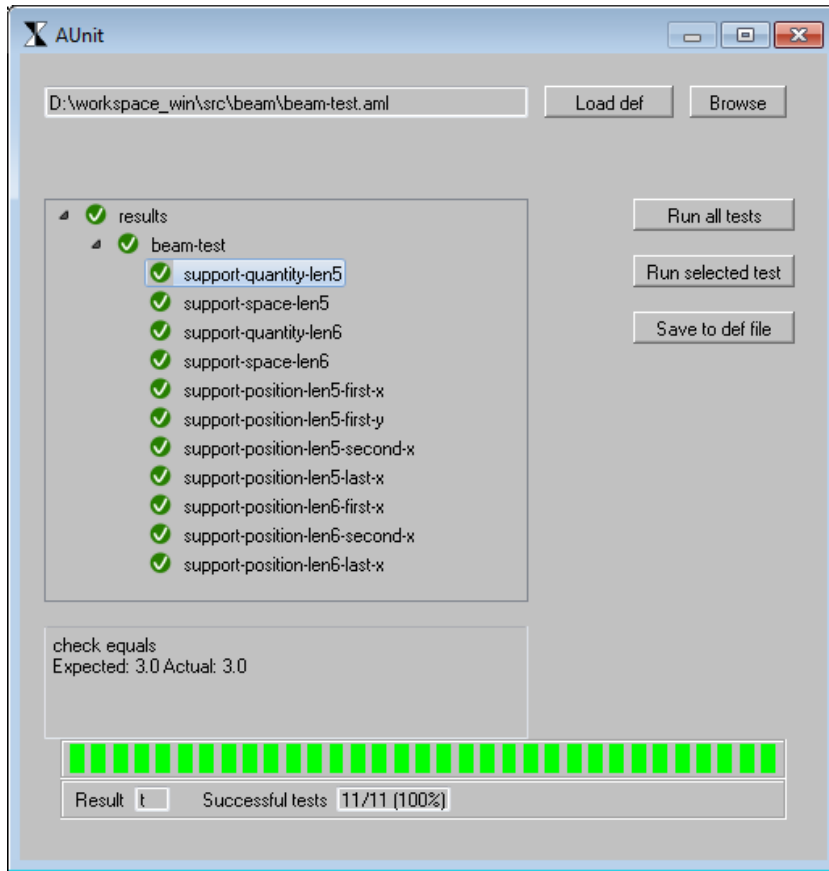 AUnit
D:\workspace_win\src\beam\beam-test.aml
Load def
Browse
results
beam-test
support-quantity-len5
support-space-len5
support-quantity-len6
support-space-len6
support-position-len5-first-x
support-position-len5-first-y
support-position-len5-second-x
support-position-len5-last-x
support-position-len6-first-x
support-position-len6-second-x
support-position-len6-last-x
Run all tests
Run selected test
Save to def file
check equals
Expected: 3.0 Actual: 3.0
Result t Successful tests 11/11 (100%)